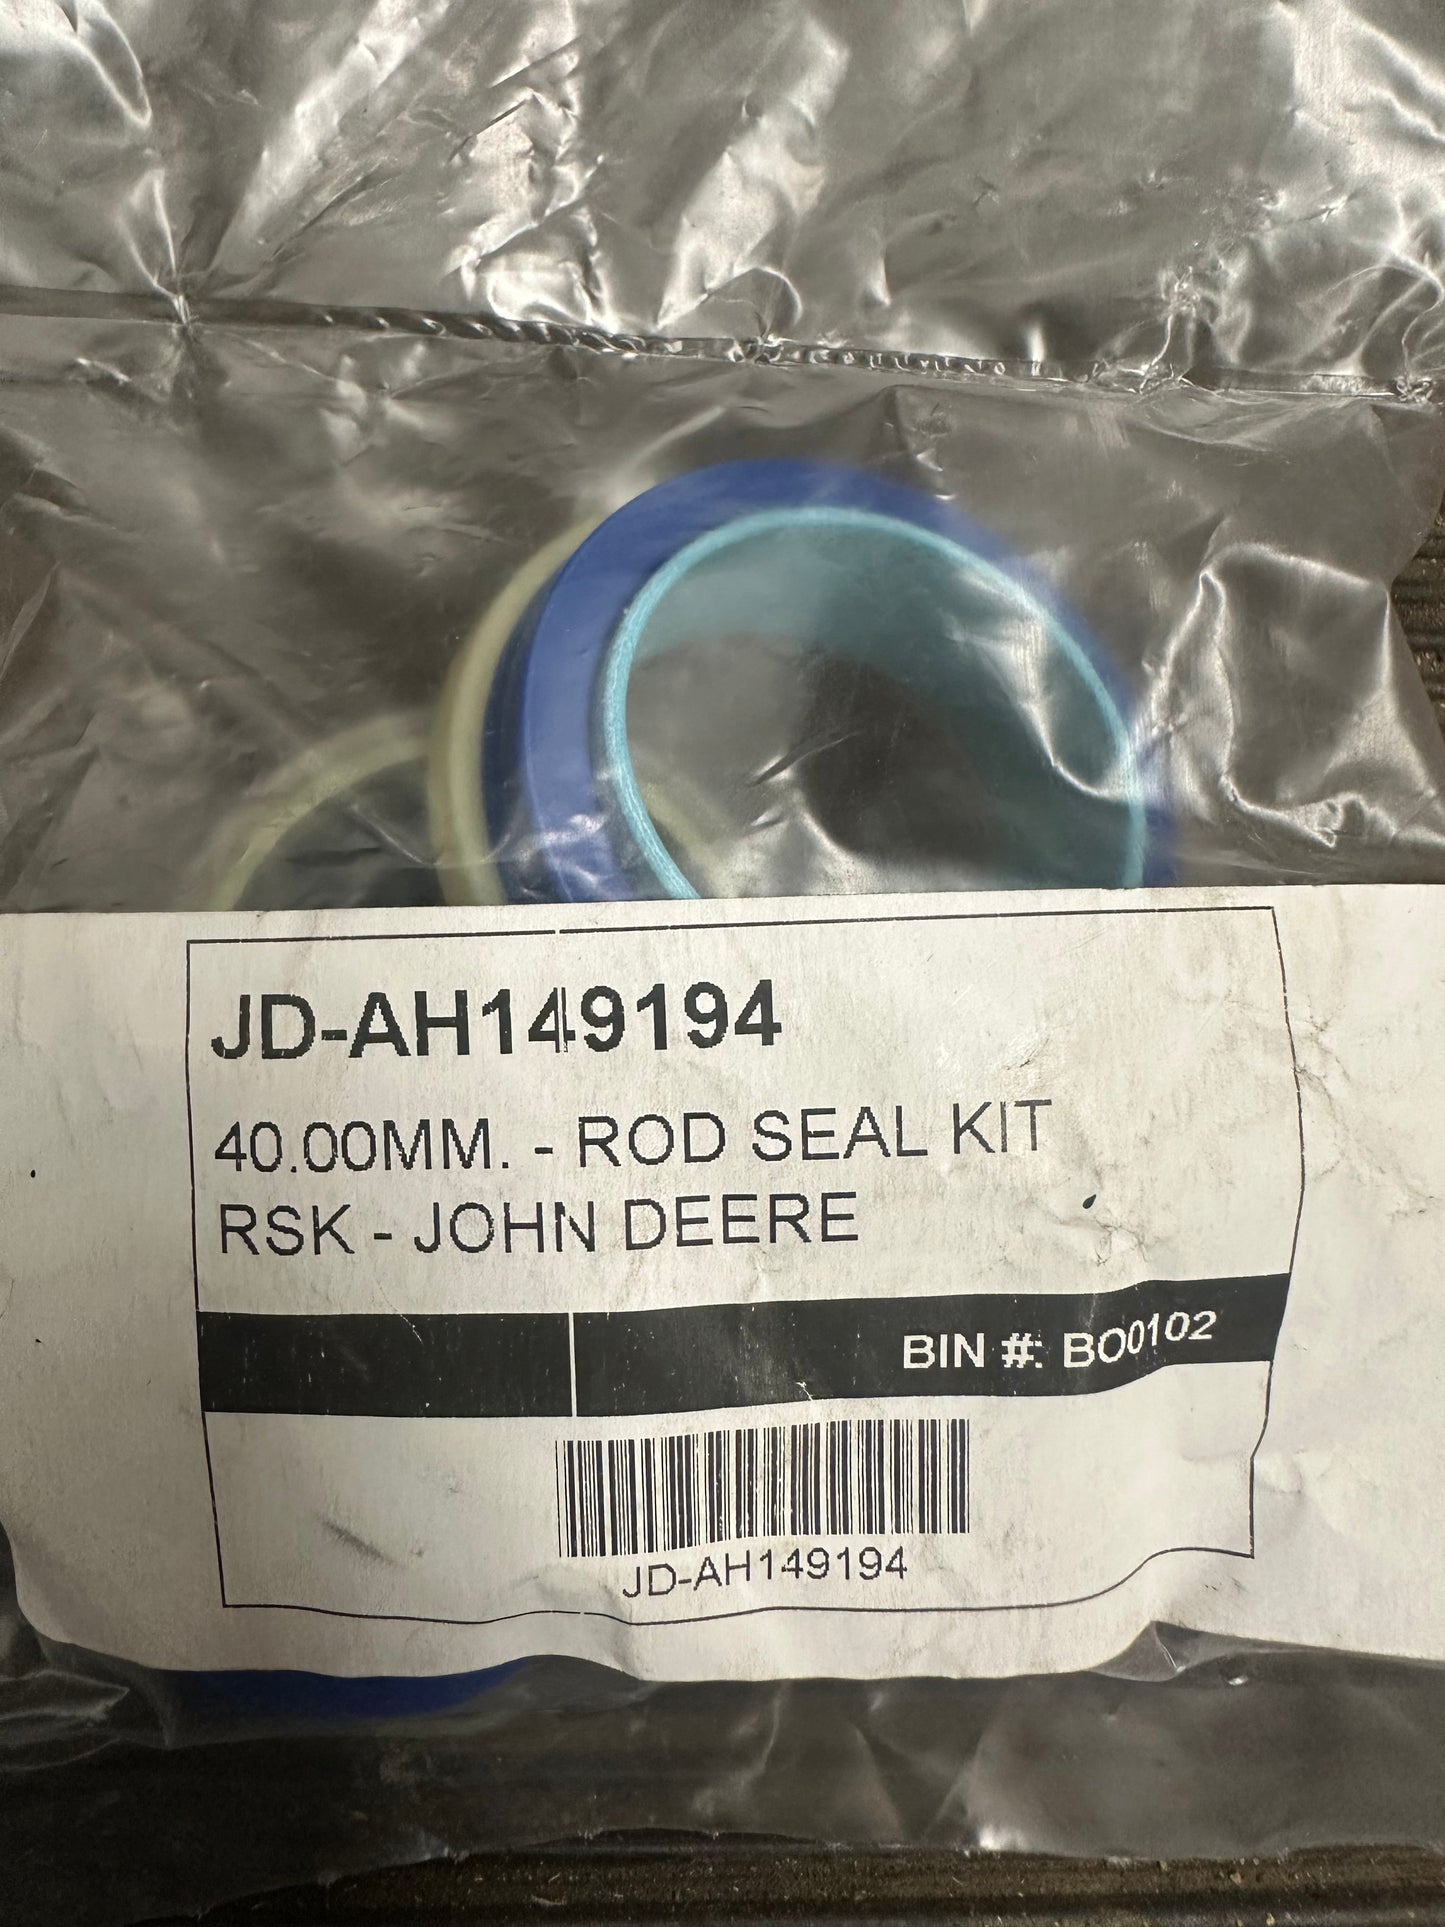 JD-AH149194
40.00MM. - ROD SEAL KIT
RSK - JOHN DEERE
BIN #: BO0102
JD-AH149194